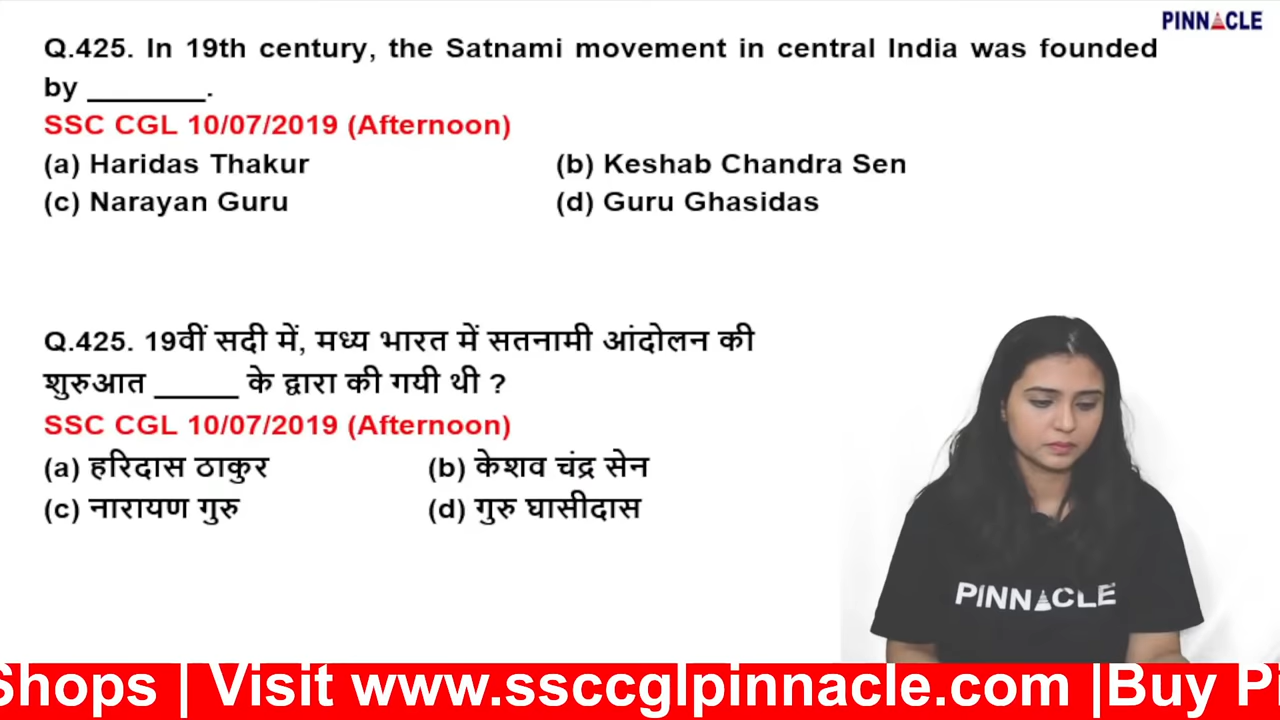 PINNACLE
Q.425. In 19th century, the Satnami movement in central India was founded
by _______.
SSC CGL 10/07/2019 (Afternoon)
(a) Haridas Thakur (b) Keshab Chandra Sen
(c) Narayan Guru (d) Guru Ghasidas
Q.425. 19वीं सदी में, मध्य भारत में सतनामी आंदोलन की
शुरुआत _____ के द्वारा की गयी थी ?
SSC CGL 10/07/2019 (Afternoon)
(a) हरिदास ठाकुर (b) केशव चंद्र सेन
(c) नारायण गुरु (d) गुरु घासीदास
PINNACLE
Shops | Visit www.ssccglpinnacle.com |Buy